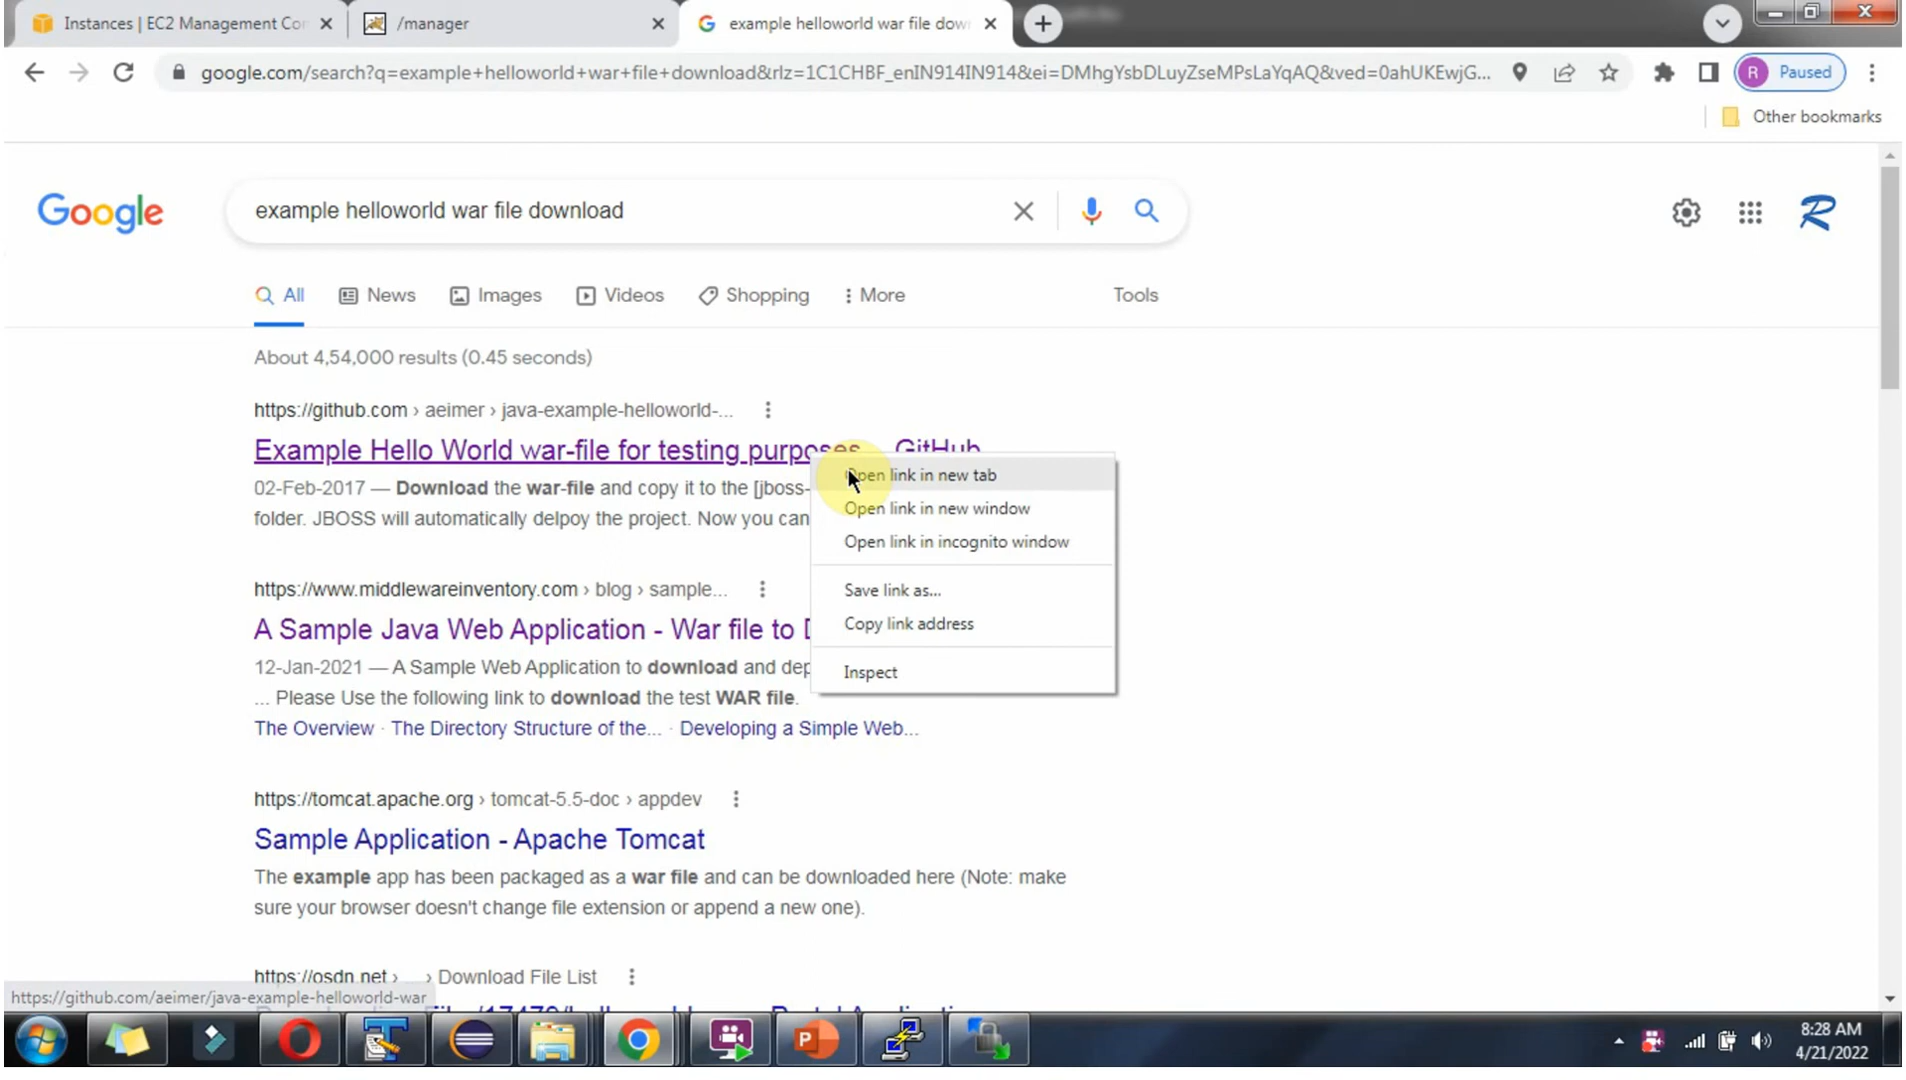 Instances | EC2 Management Con
/manager
example helloworld war file dow
google.com/search?q=example+helloworld+war+file+download&rlz=1C1CHBF_enIN914IN914&ei=DMhgYsbDLuyZseMPsLaYqAQ&ved=0ahUKEwjG...
R Paused
Other bookmarks
Google
example helloworld war file download
All News Images Videos Shopping More Tools
About 4,54,000 results (0.45 seconds)
https://github.com › aeimer › java-example-helloworld-...
Example Hello World war-file for testing purposes GitHub
02-Feb-2017 — Download the war-file and copy it to the [jboss-
folder. JBOSS will automatically delpoy the project. Now you can
Open link in new tab
Open link in new window
Open link in incognito window
Save link as...
Copy link address
Inspect
https://www.middlewareinventory.com › blog › sample...
A Sample Java Web Application - War file to D
12-Jan-2021 — A Sample Web Application to download and dep
... Please Use the following link to download the test WAR file.
The Overview · The Directory Structure of the... · Developing a Simple Web...
https://tomcat.apache.org › tomcat-5.5-doc › appdev
Sample Application - Apache Tomcat
The example app has been packaged as a war file and can be downloaded here (Note: make
sure your browser doesn't change file extension or append a new one).
https://osdn.net › › Download File List
https://github.com/aeimer/java-example-helloworld-war
8:28 AM
4/21/2022